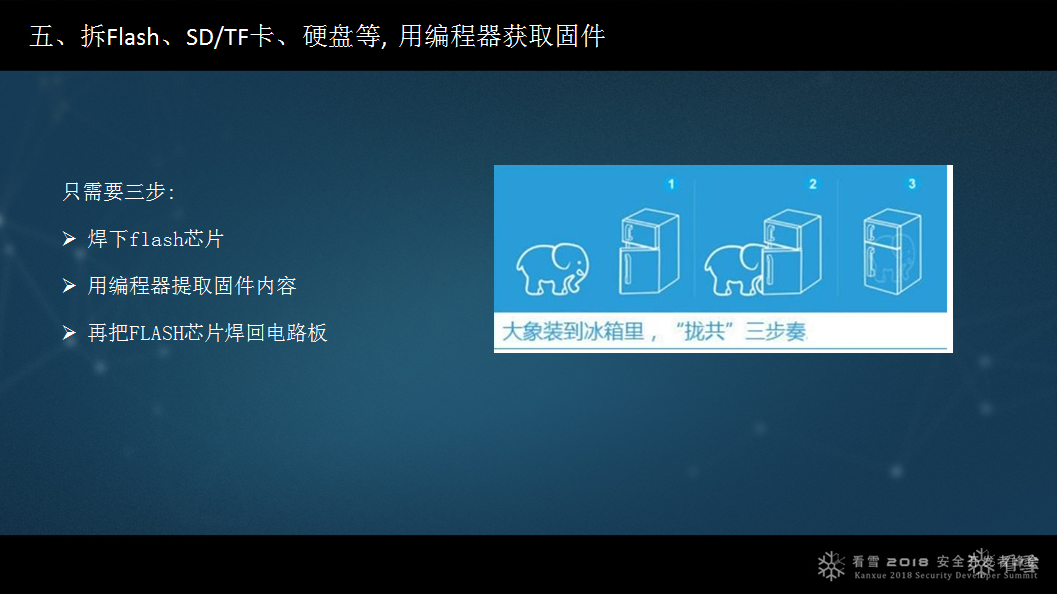 五、拆Flash、SD/TF卡、硬盘等, 用编程器获取固件
只需要三步:
➢ 焊下flash芯片
➢ 用编程器提取固件内容
➢ 再把FLASH芯片焊回电路板
1
2
3
大象装到冰箱里，“拢共”三步奏
看雪 2018 安全开发者峰会
Kanxue 2018 Security Developer Summit
看雪